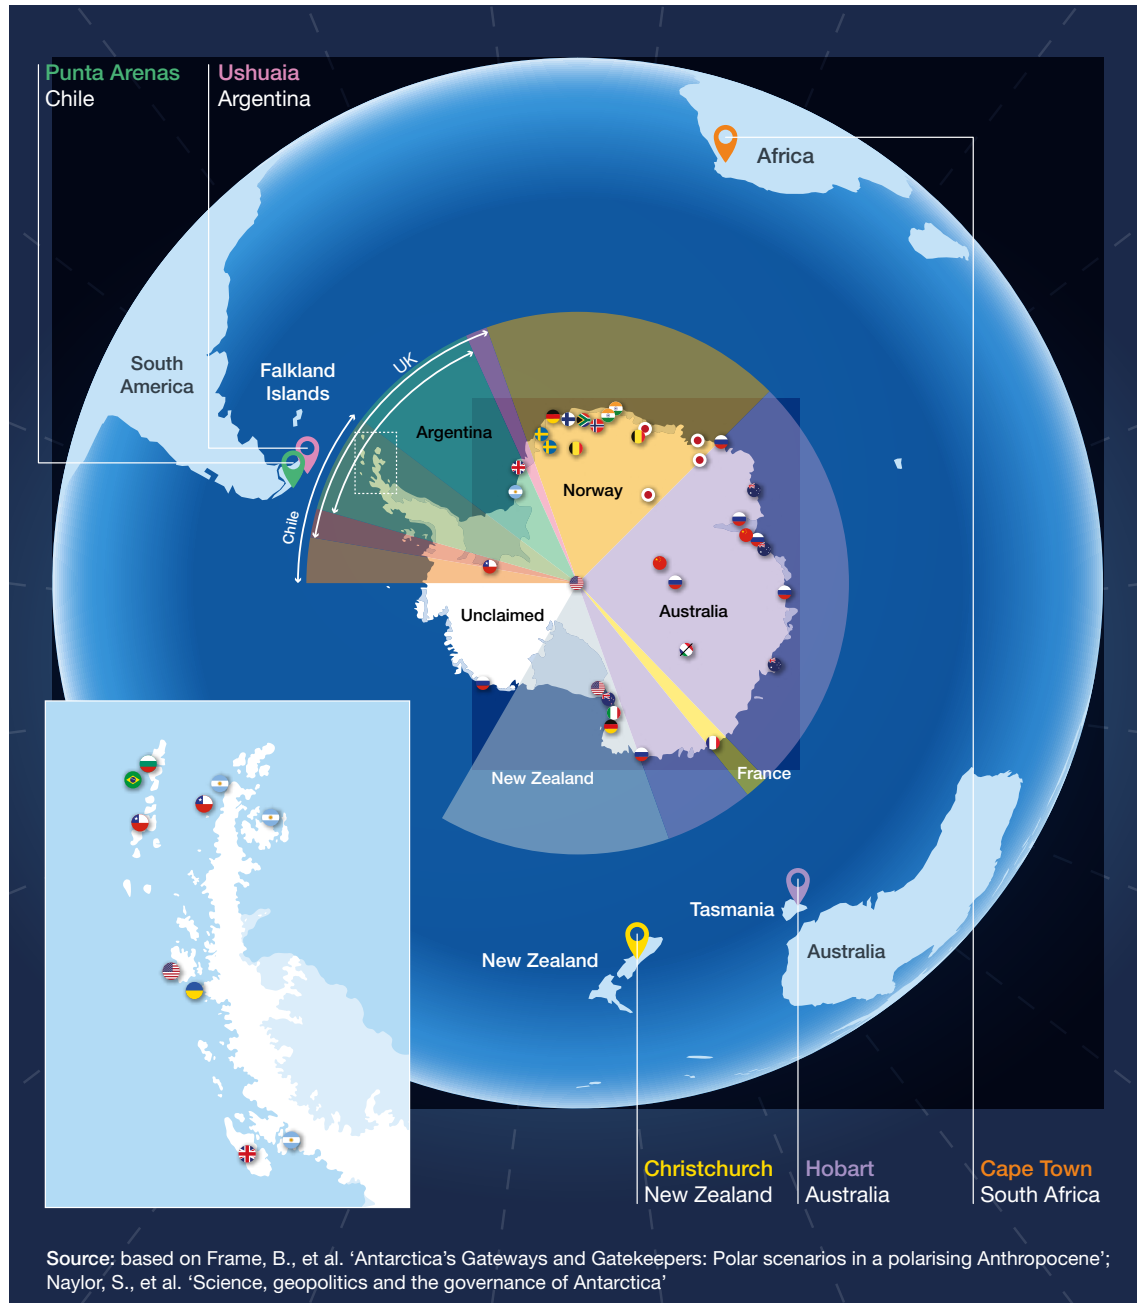 Punta Arenas
Chile
Ushuaia
Argentina
Africa
South
America
Falkland
Islands
UK
Argentina
Chile
Norway
Unclaimed
Australia
New Zealand
France
Tasmania
New Zealand
Australia
Christchurch
New Zealand
Hobart
Australia
Cape Town
South Africa
Source: based on Frame, B., et al. ‘Antarctica’s Gateways and Gatekeepers: Polar scenarios in a polarising Anthropocene’;
Naylor, S., et al. ‘Science, geopolitics and the governance of Antarctica’